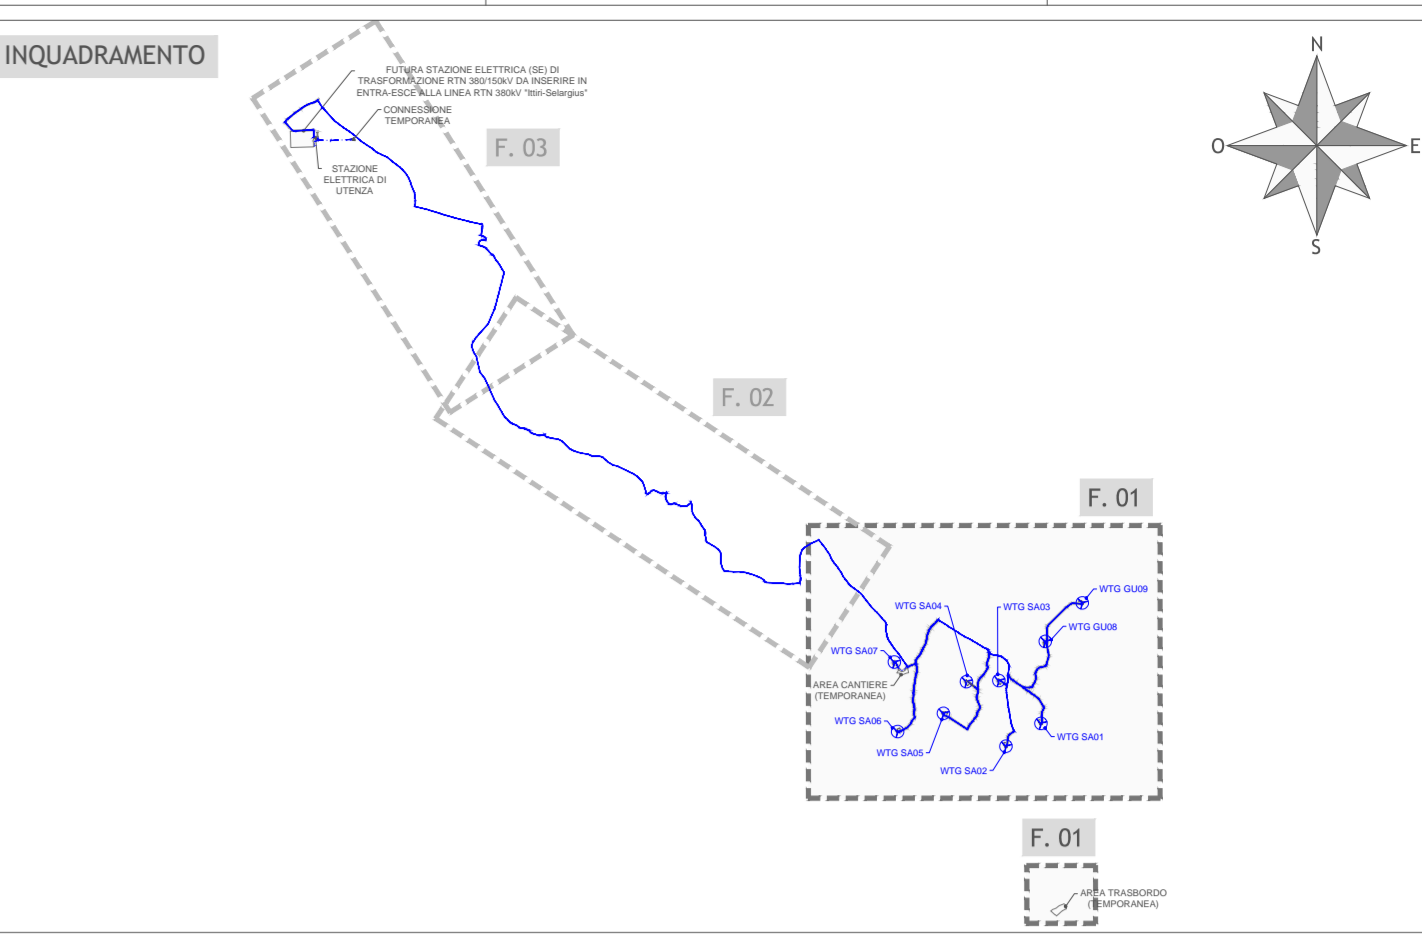 INQUADRAMENTO
FUTURA STAZIONE ELETTRICA (SE) DI
TRASFORMAZIONE RTN 380/150kV DA INSERIRE IN
ENTRA-ESCE ALLA LINEA RTN 380kV "Ittiri-Selargius"
CONNESSIONE
TEMPORANEA
STAZIONE
ELETTRICA DI
UTENZA
F. 03
N
O
E
S
F. 02
F. 01
WTG GU09
WTG SA04
WTG SA03
WTG GU08
WTG SA07
AREA CANTIERE
(TEMPORANEA)
WTG SA06
WTG SA05
WTG SA02
WTG SA01
F. 01
AREA TRASBORDO
(TEMPORANEA)